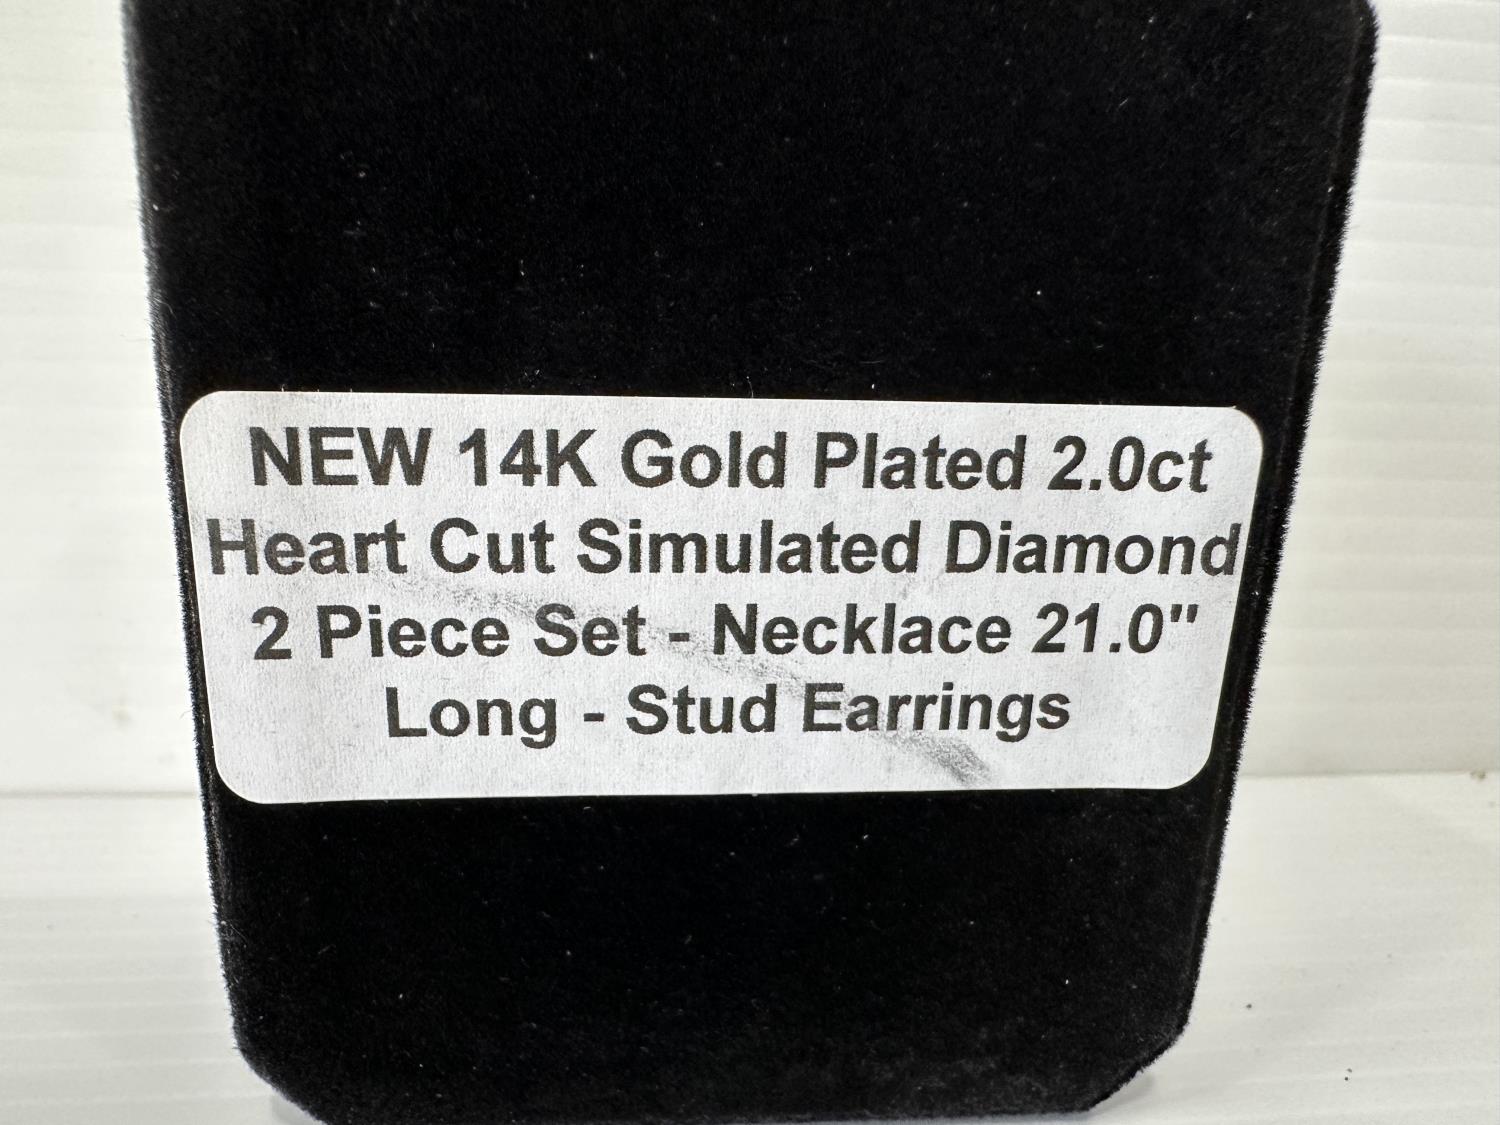 NEW 14K Gold Plated 2.0ct
Heart Cut Simulated Diamond
2 Piece Set - Necklace 21.0"
Long - Stud Earrings